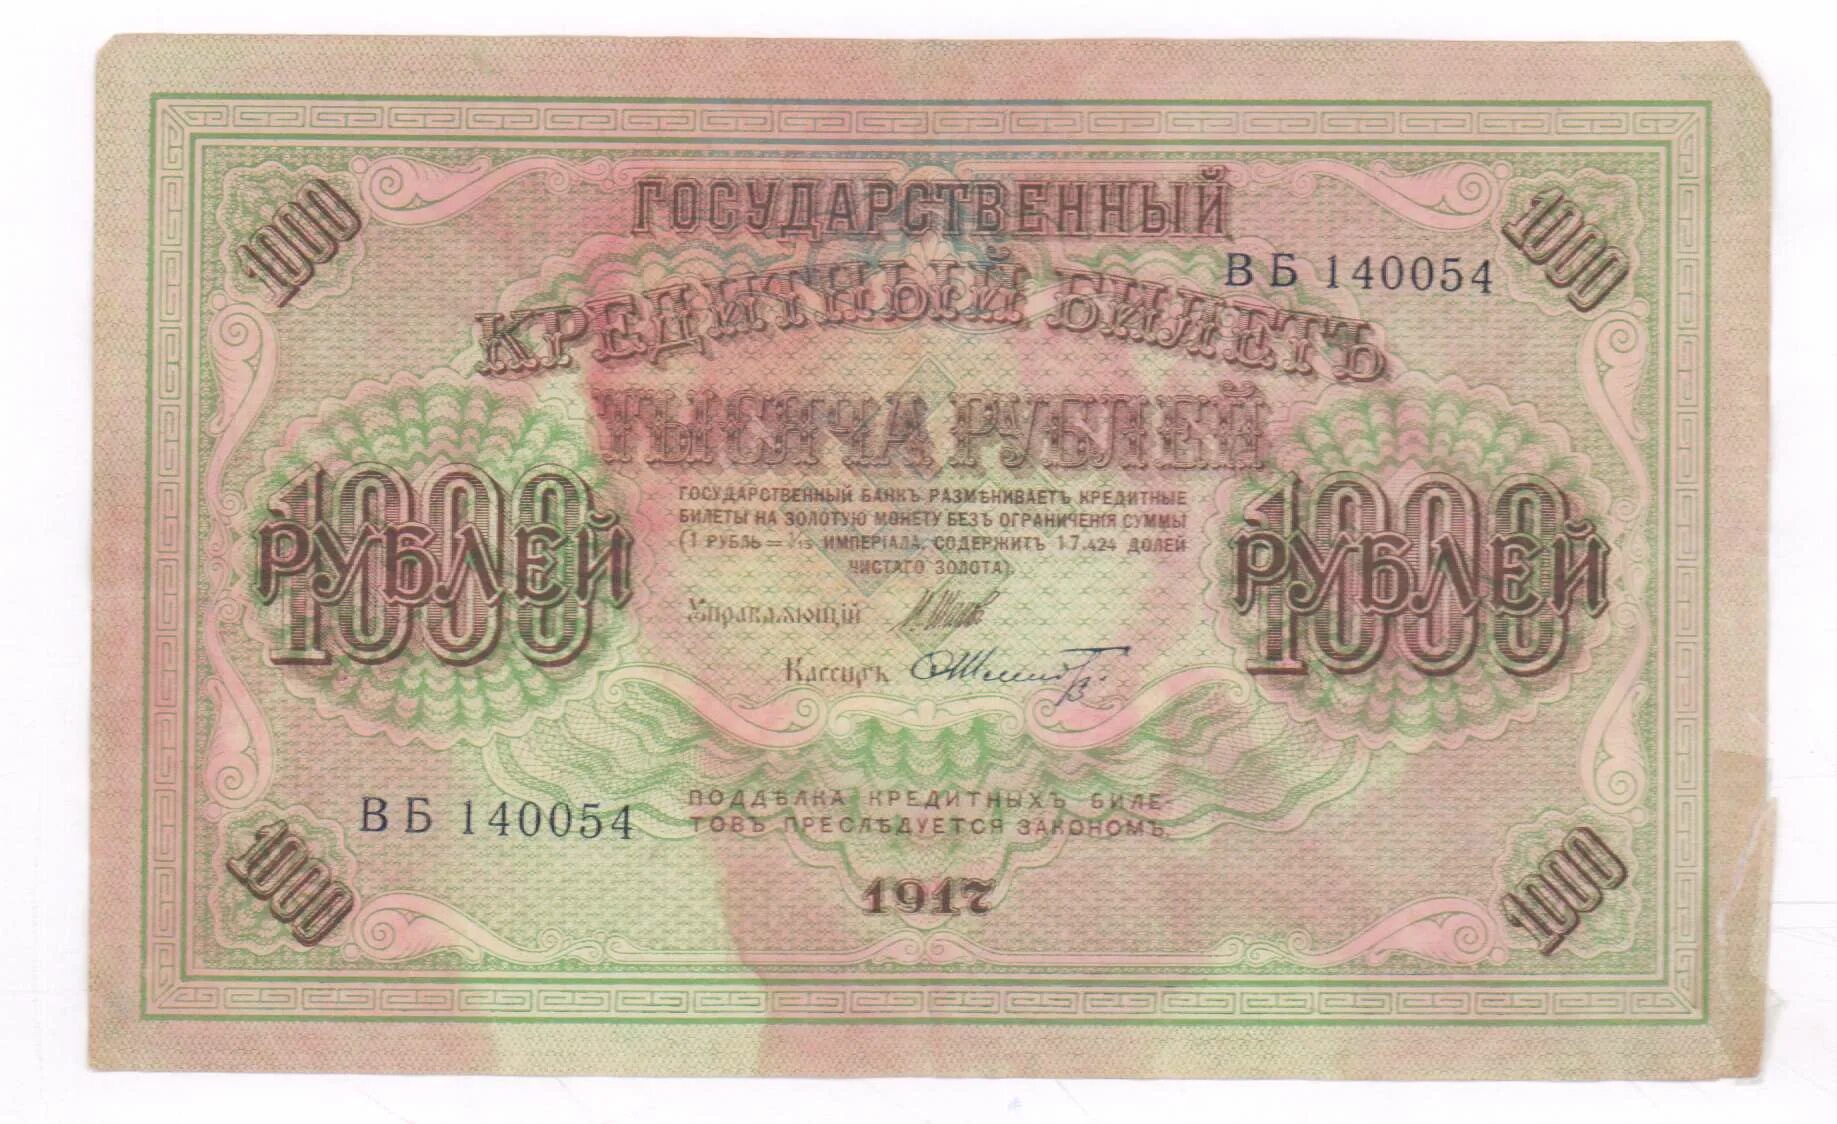 1000
1000
ГОСУДАРСТВЕННЫЙ
КРЕДИТНЫЙ БИЛЕТЪ
ВБ 140054
ТЫСЯЧА РУБЛЕЙ
1000
РУБЛЕЙ
1000
РУБЛЕЙ
ГОСУДАРСТВЕННЫЙ БАНКЪ РАЗМѢНИВАЕТЪ КРЕДИТНЫЕ
БИЛЕТЫ НА ЗОЛОТУЮ МОНЕТУ БЕЗЪ ОГРАНИЧЕНІЯ СУММЫ
(1 РУБЛЬ = 1/15 ИМПЕРІАЛА, СОДЕРЖИТЪ 17.424 ДОЛЕЙ
ЧИСТАГО ЗОЛОТА).
Управляющій
Кассиръ
ВБ 140054
ПОДДѢЛКА КРЕДИТНЫХЪ БИЛЕ-
ТОВЪ ПРЕСЛѢДУЕТСЯ ЗАКОНОМЪ.
1917
1000
1000